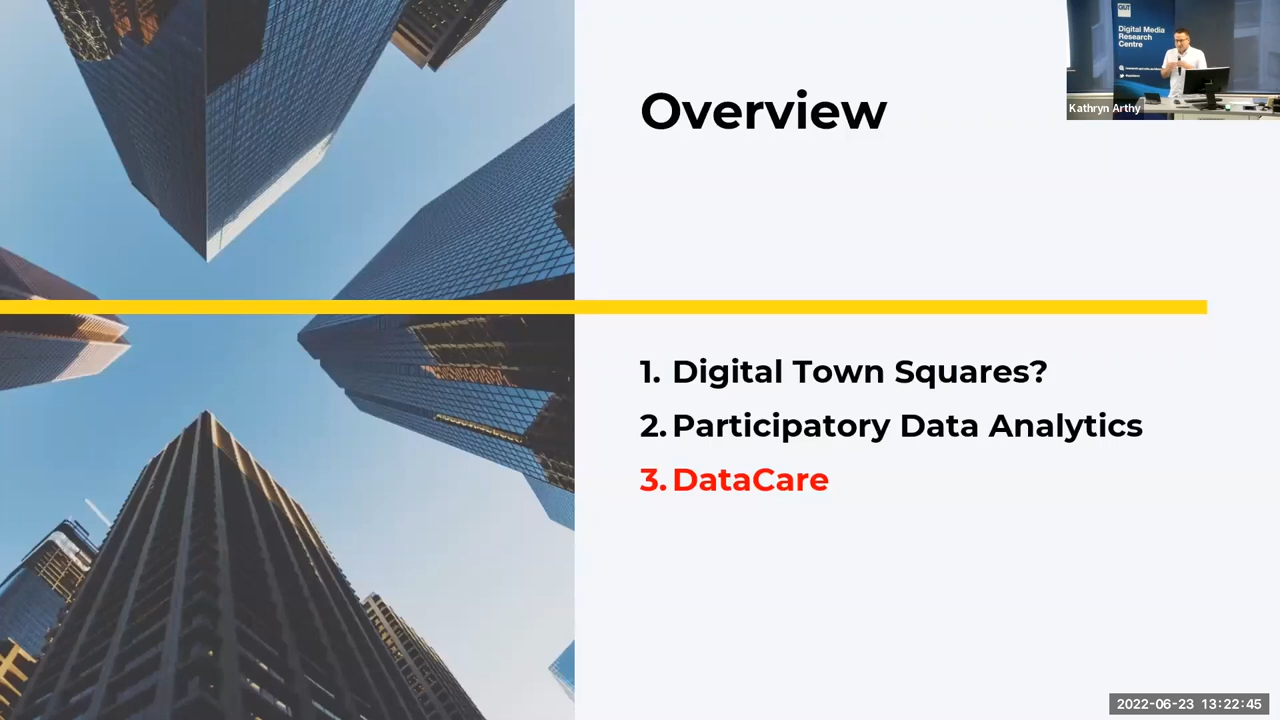 Overview
QUT
Digital Media
Research
Centre
Kathryn Arthy
1. Digital Town Squares?
2. Participatory Data Analytics
3. DataCare
2022-06-23 13:22:45